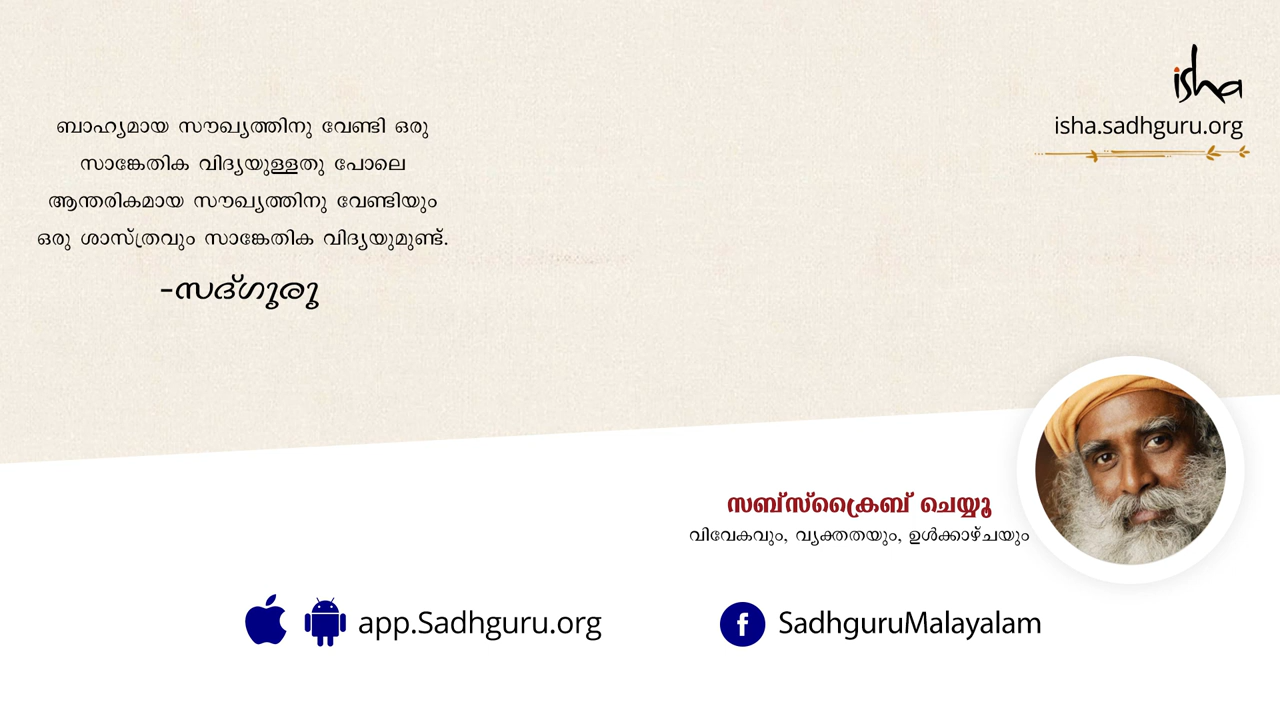 ബാഹ്യമായ സൗഖ്യത്തിനു വേണ്ടി ഒരു
സാങ്കേതിക വിദ്യയുള്ളതു പോലെ
ആന്തരികമായ സൗഖ്യത്തിനു വേണ്ടിയും
ഒരു ശാസ്ത്രവും സാങ്കേതിക വിദ്യയുമുണ്ട്.
-സദ്ഗുരു
isha
isha.sadhguru.org
സബ്സ്ക്രൈബ് ചെയ്യൂ
വിവേകവും, വ്യക്തതയും, ഉൾക്കാഴ്ചയും
app.Sadhguru.org
SadhguruMalayalam